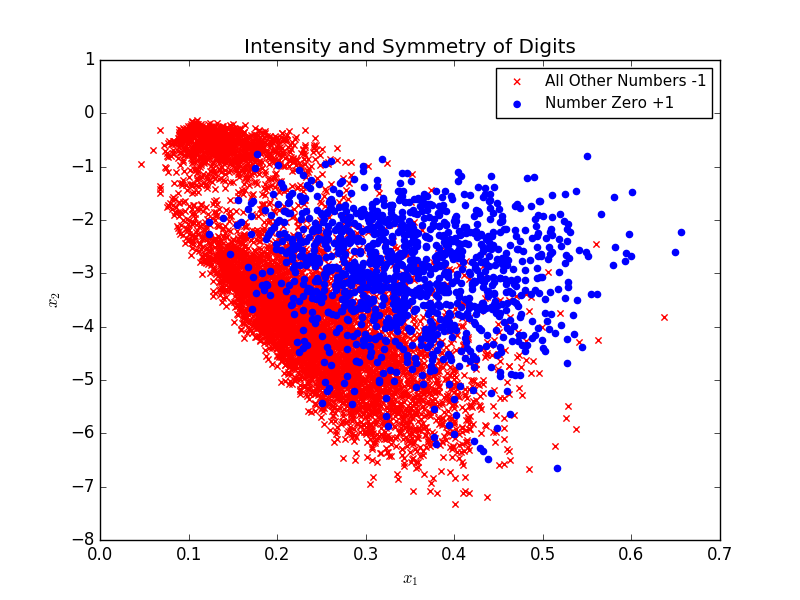 Intensity and Symmetry of Digits
All Other Numbers -1
Number Zero +1
1
0
−1
−2
−3
−4
−5
−6
−7
−8
x₂
0.0 0.1 0.2 0.3 0.4 0.5 0.6 0.7
x₁